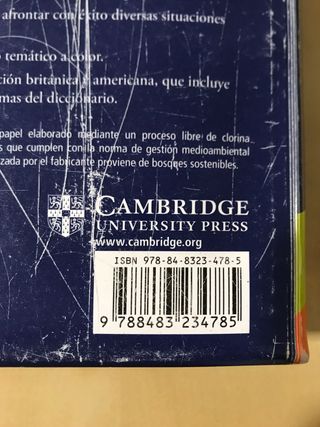 afrontar con éxito diversas situaciones
temático a color.
ción británica y americana, que incluye
mas del diccionario.
papel elaborado mediante un proceso libre de clorina
s que cumplen con la norma de gestión medioambiental
zada por el fabricante proviene de bosques sostenibles.
CAMBRIDGE
UNIVERSITY PRESS
www.cambridge.org
ISBN 978-84-8323-478-5
9 788483 234785